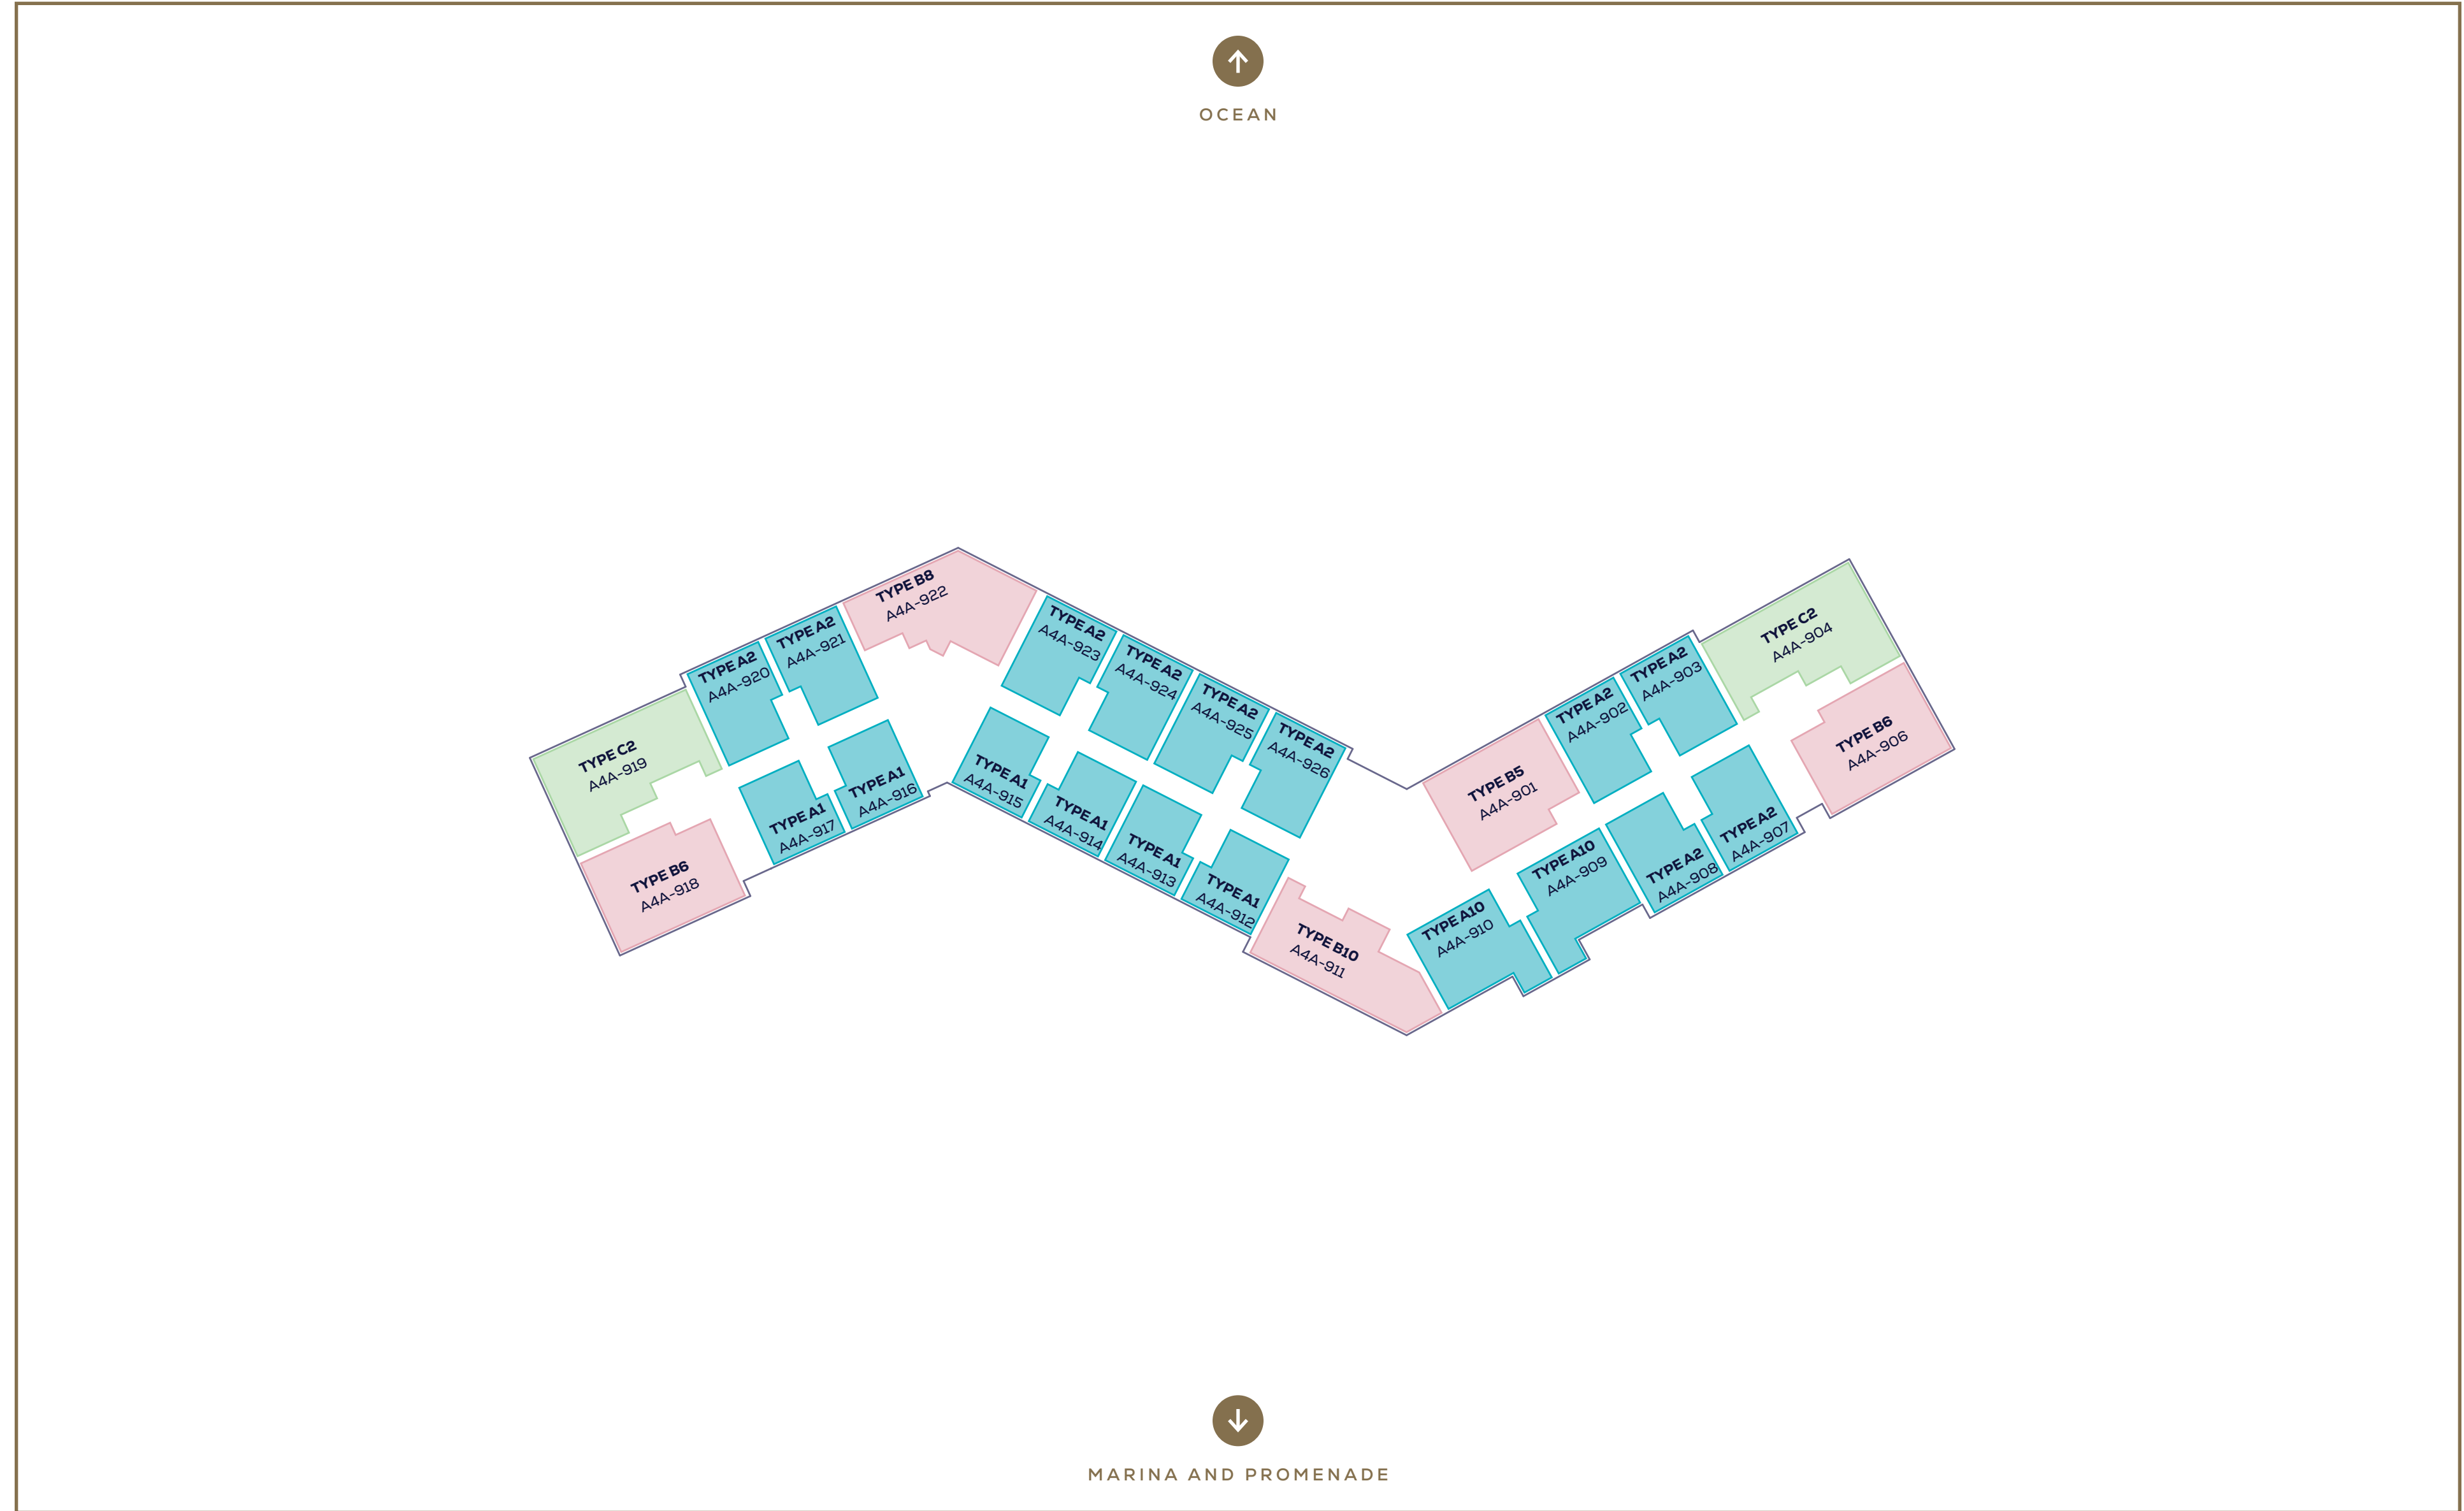 OCEAN
TYPE B8
A4A-922
TYPE A2
A4A-921
TYPE A2
A4A-920
TYPE C2
A4A-919
TYPE B6
A4A-918
TYPE A1
A4A-917
TYPE A1
A4A-916
TYPE A2
A4A-923
TYPE A2
A4A-924
TYPE A2
A4A-925
TYPE A2
A4A-926
TYPE A1
A4A-915
TYPE A1
A4A-914
TYPE A1
A4A-913
TYPE A1
A4A-912
TYPE B10
A4A-911
TYPE B5
A4A-901
TYPE A2
A4A-902
TYPE A2
A4A-903
TYPE C2
A4A-904
TYPE B6
A4A-906
TYPE A2
A4A-907
TYPE A2
A4A-908
TYPE A10
A4A-909
TYPE A10
A4A-910
MARINA AND PROMENADE